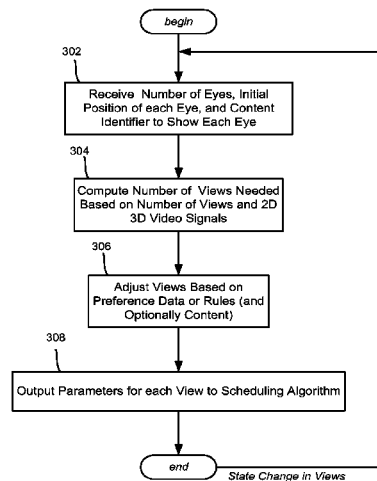 begin
302
Receive Number of Eyes, Initial
Position of each Eye, and Content
Identifier to Show Each Eye
304
Compute Number of Views Needed
Based on Number of Views and 2D
3D Video Signals
306
Adjust Views Based on
Preference Data or Rules (and
Optionally Content)
308
Output Parameters for each View to Scheduling Algorithm
end
State Change in Views